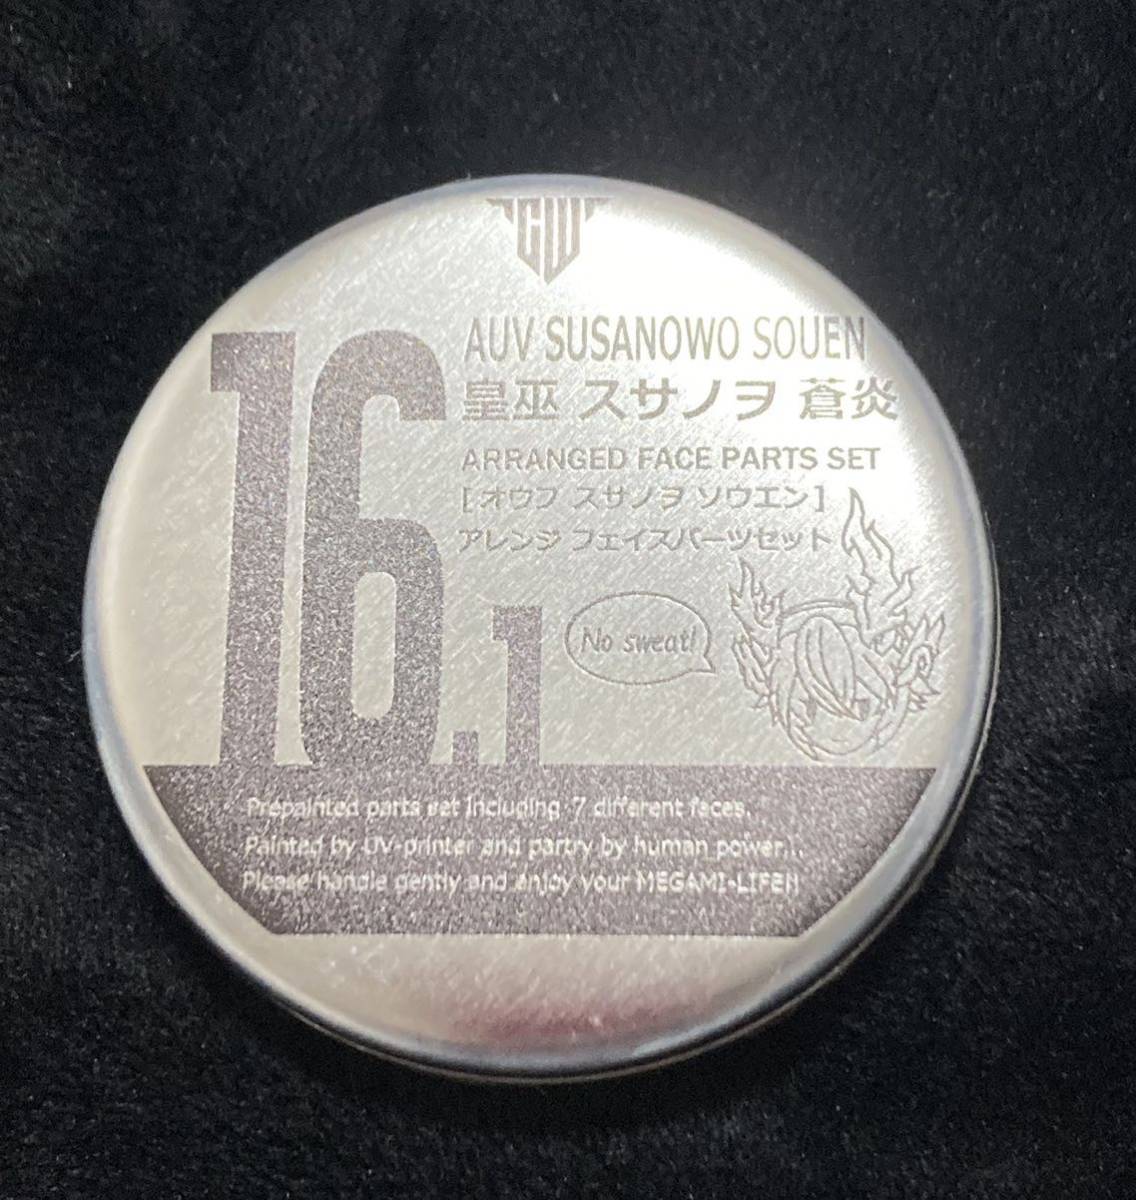 16.1
AUV SUSANOWO SOUEN
皇巫 スサノヲ 蒼炎
ARRANGED FACE PARTS SET
[オウフ スサノヲ ソウエン]
アレンジ フェイスパーツセット
No sweat!
Prepainted parts set including 7 different faces.
Painted by UV-printer and partry by human power...
Please handle gently and enjoy your MEGAMI-LIFE!!